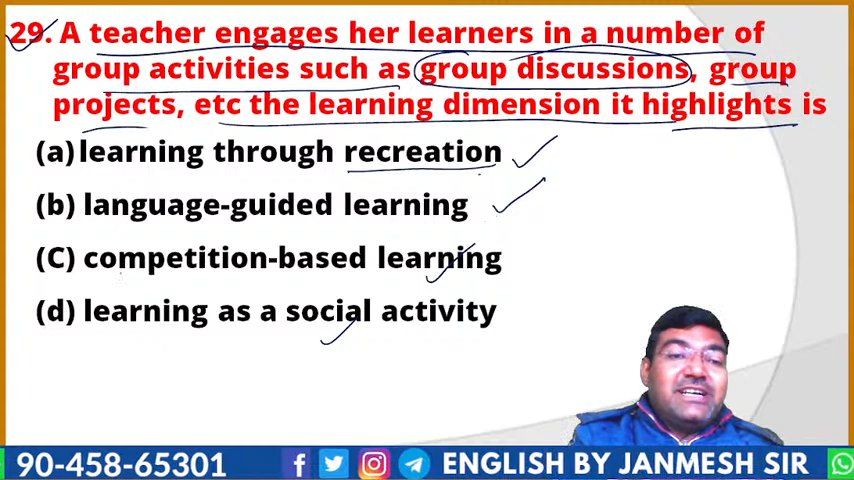 29. A teacher engages her learners in a number of
group activities such as group discussions, group
projects, etc the learning dimension it highlights is
(a) learning through recreation
(b) language-guided learning
(C) competition-based learning
(d) learning as a social activity
90-458-65301 ENGLISH BY JANMESH SIR